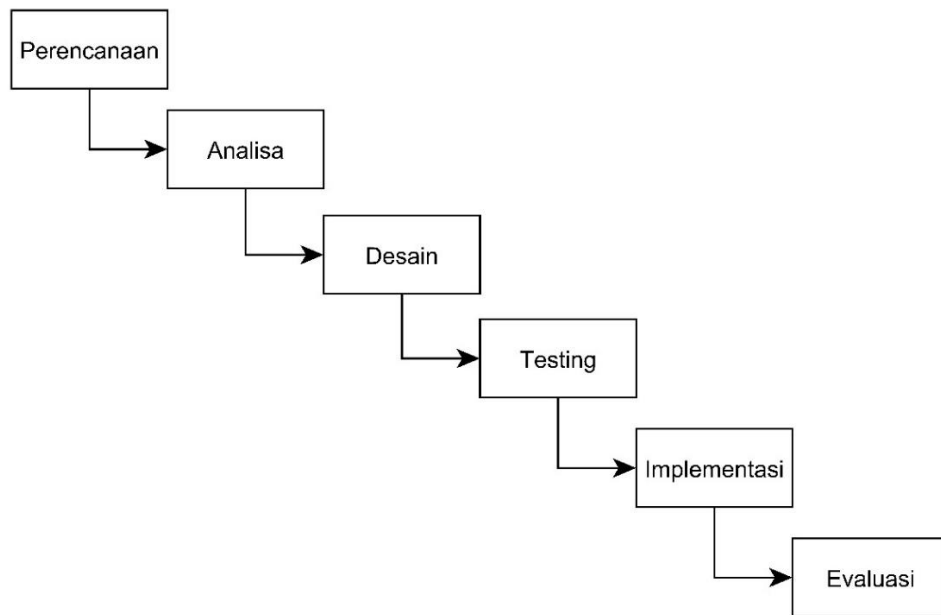 Perencanaan
Analisa
Desain
Testing
Implementasi
Evaluasi